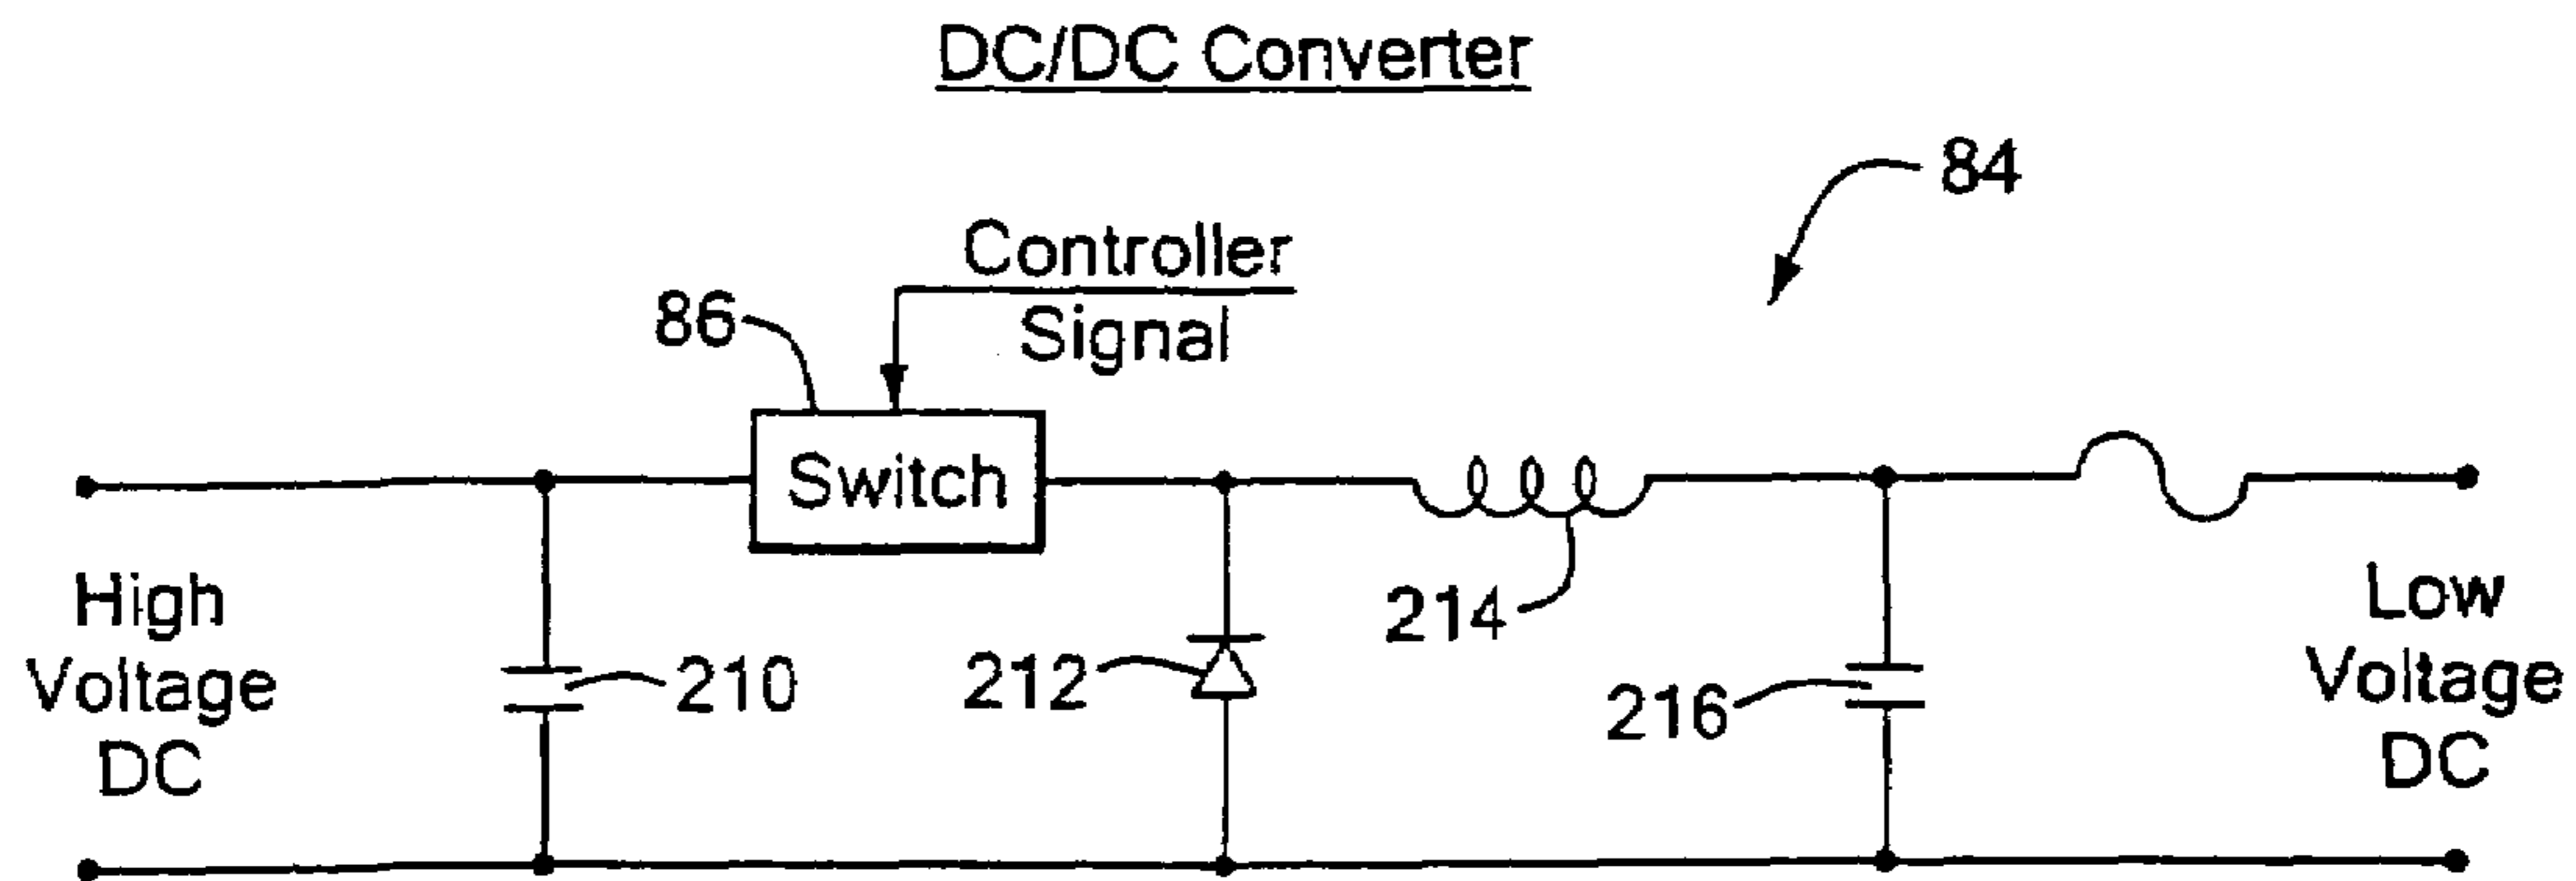 DC/DC Converter
84
Controller
Signal
86
Switch
High
Voltage
DC
210
212
214
216
Low
Voltage
DC